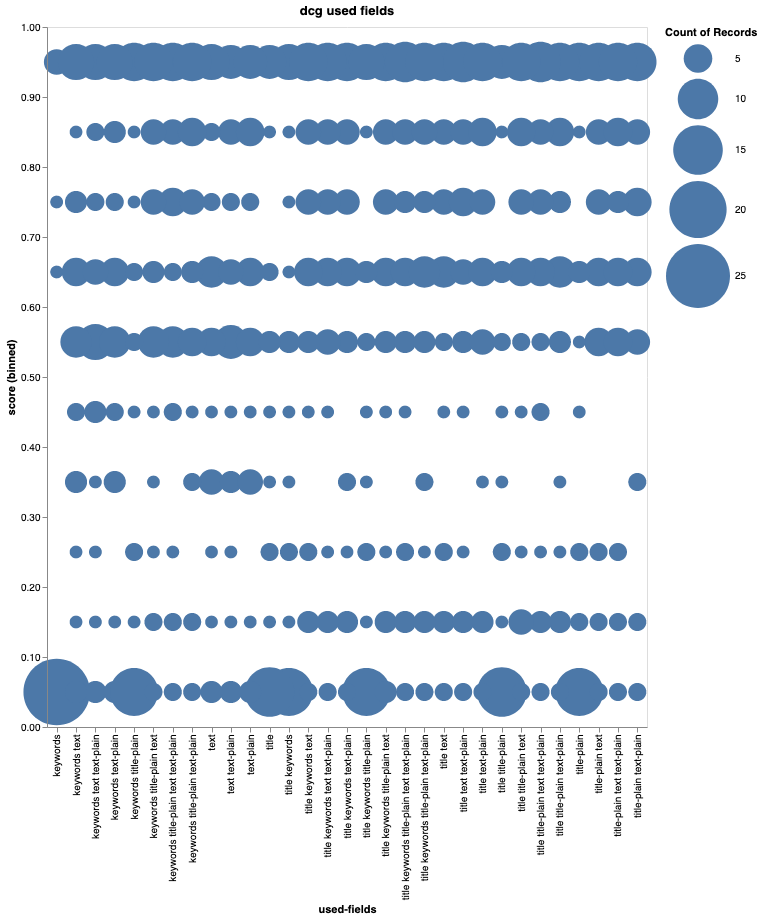 dcg used fields
1.00
0.90
0.80
0.70
0.60
0.50
0.40
0.30
0.20
0.10
0.00
score (binned)
keywords
keywords text
keywords text text-plain
keywords text-plain
keywords title-plain
keywords title-plain text
keywords title-plain text text-plain
keywords title-plain text-plain
text
text text-plain
text-plain
title
title keywords
title keywords text
title keywords text text-plain
title keywords text-plain
title keywords title-plain
title keywords title-plain text
title keywords title-plain text text-plain
title keywords title-plain text-plain
title text
title text text-plain
title text-plain
title title-plain
title title-plain text
title title-plain text text-plain
title title-plain text-plain
title-plain
title-plain text
title-plain text text-plain
title-plain text-plain
used-fields
Count of Records
5
10
15
20
25